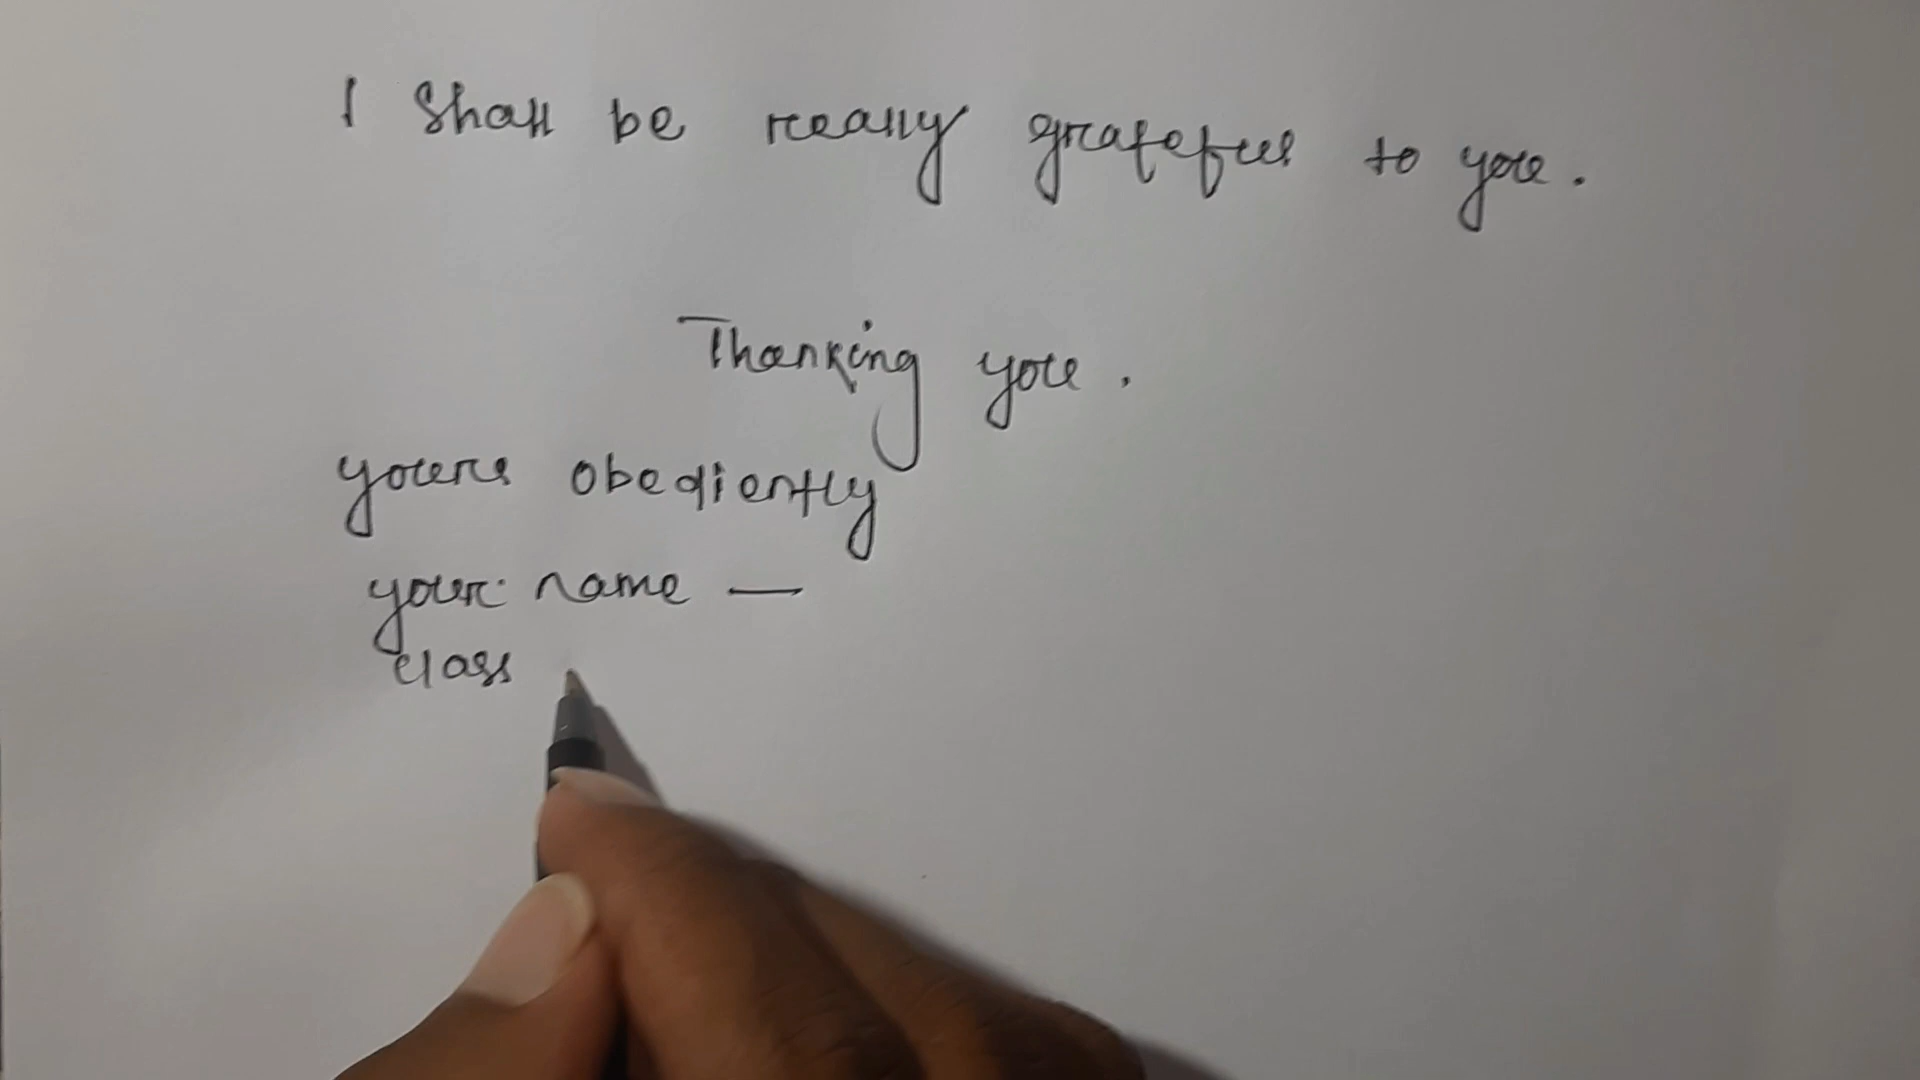 I shall be really grateful to you.
Thanking you.
yours obediently
your name —
class